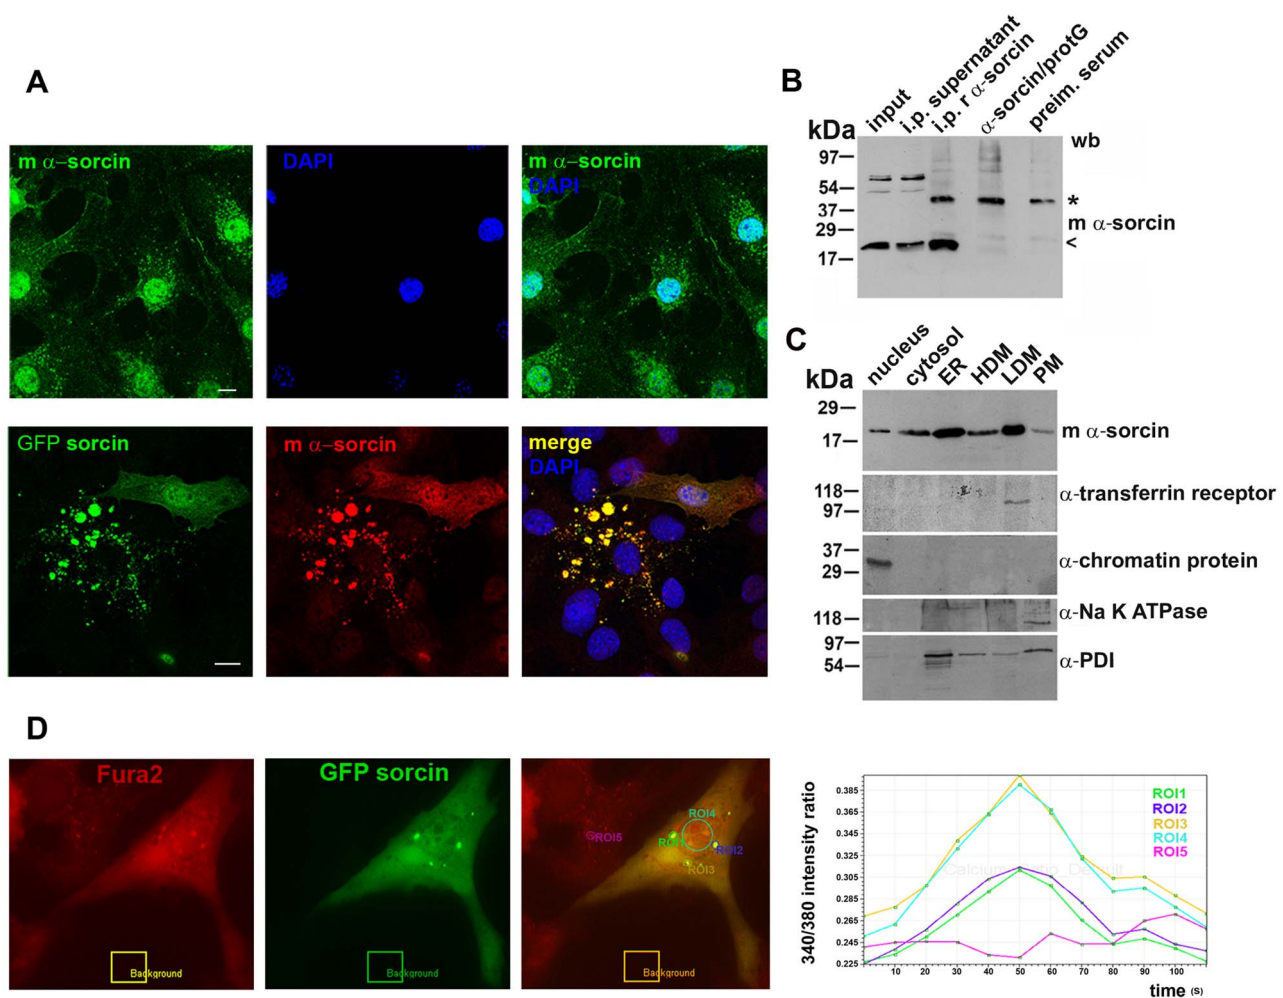 A
m α–sorcin
DAPI
m α–sorcin
DAPI
GFP sorcin
m α–sorcin
merge
DAPI
B
input
i.p. supernatant
i.p. r α-sorcin
α-sorcin/protG
preim. serum
kDa
wb
97
54
37
29
17
*
m α-sorcin
<
C
nucleus
cytosol
ER
HDM
LDM
PM
kDa
29
17
m α-sorcin
118
97
α-transferrin receptor
37
29
α-chromatin protein
118
α-Na K ATPase
97
54
α-PDI
D
Fura2
Background
GFP sorcin
Background
ROI4
ROI5
ROI1
ROI2
ROI3
Background
340/380 intensity ratio
0.385
0.365
0.345
0.325
0.305
0.285
0.265
0.245
0.225
ROI1
ROI2
ROI3
ROI4
ROI5
10 20 30 40 50 60 70 80 90 100
time (S)